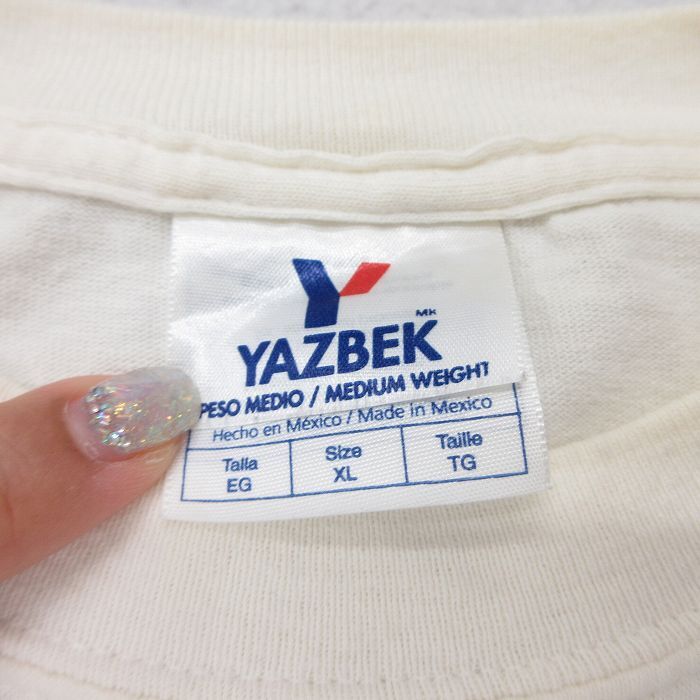 Y
MR
YAZBEK
PESO MEDIO / MEDIUM WEIGHT
Hecho en México / Made in Mexico
Talla Size Taille
EG XL TG